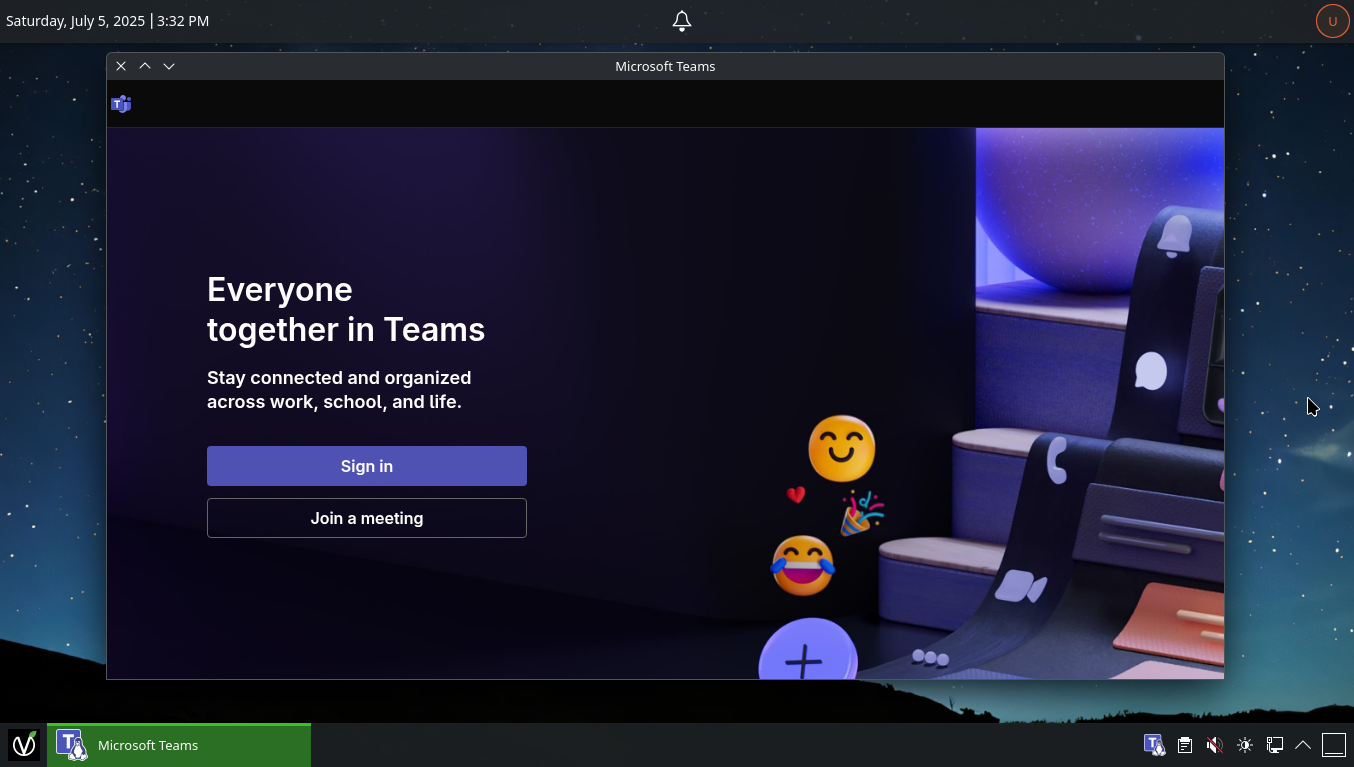 Saturday, July 5, 2025 | 3:32 PM
U
Microsoft Teams
T
Everyone
together in Teams
Stay connected and organized
across work, school, and life.
Sign in
Join a meeting
T
Microsoft Teams
T